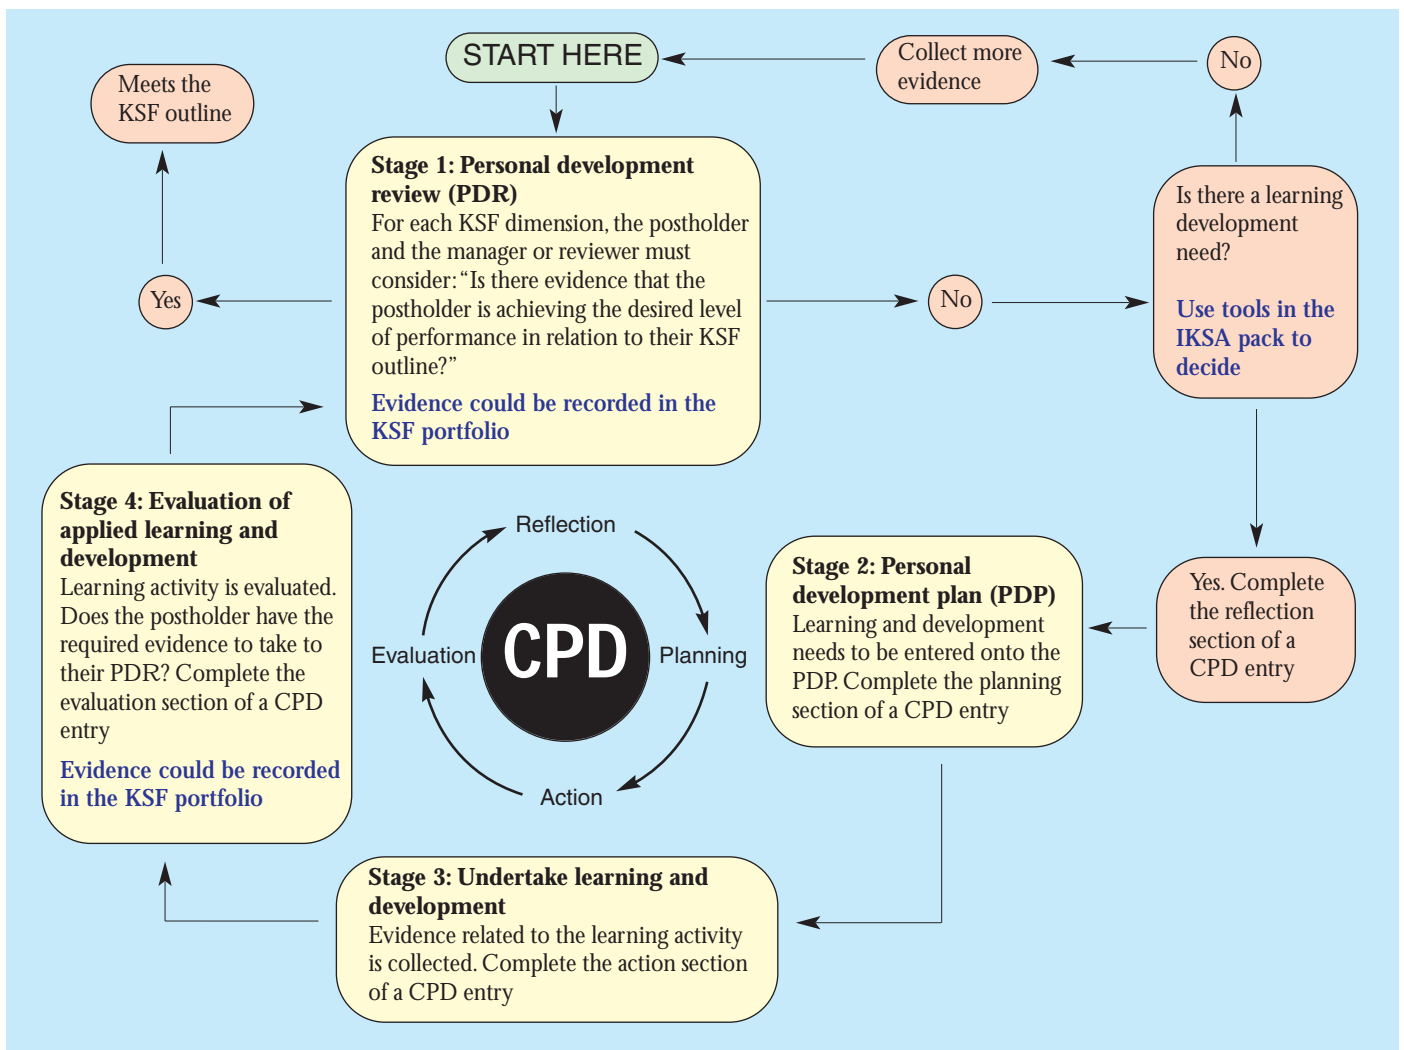 START HERE
Collect more
evidence
No
Meets the
KSF outline
Stage 1: Personal development
review (PDR)
For each KSF dimension, the postholder
and the manager or reviewer must
consider: “Is there evidence that the
postholder is achieving the desired level
of performance in relation to their KSF
outline?”
Evidence could be recorded in the
KSF portfolio
Yes
No
Is there a learning
development
need?
Use tools in the
IKSA pack to
decide
Yes. Complete
the reflection
section of a
CPD entry
Stage 2: Personal
development plan (PDP)
Learning and development
needs to be entered onto the
PDP. Complete the planning
section of a CPD entry
Stage 3: Undertake learning and
development
Evidence related to the learning activity
is collected. Complete the action section
of a CPD entry
Stage 4: Evaluation of
applied learning and
development
Learning activity is evaluated.
Does the postholder have the
required evidence to take to
their PDR? Complete the
evaluation section of a CPD
entry
Evidence could be recorded
in the KSF portfolio
Reflection
Planning
Action
Evaluation
CPD